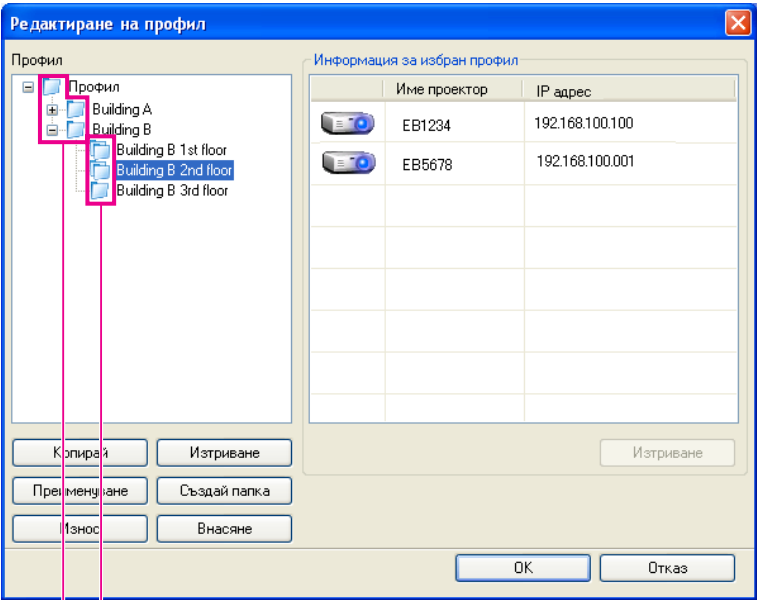 Редактиране на профил
Профил
Профил
Building A
Building B
Building B 1st floor
Building B 2nd floor
Building B 3rd floor
Копирай
Изтриване
Преименуване
Създай папка
Износ
Внасяне
Информация за избран профил
Име проектор
IP адрес
EB1234
192.168.100.100
EB5678
192.168.100.001
Изтриване
OK
Отказ